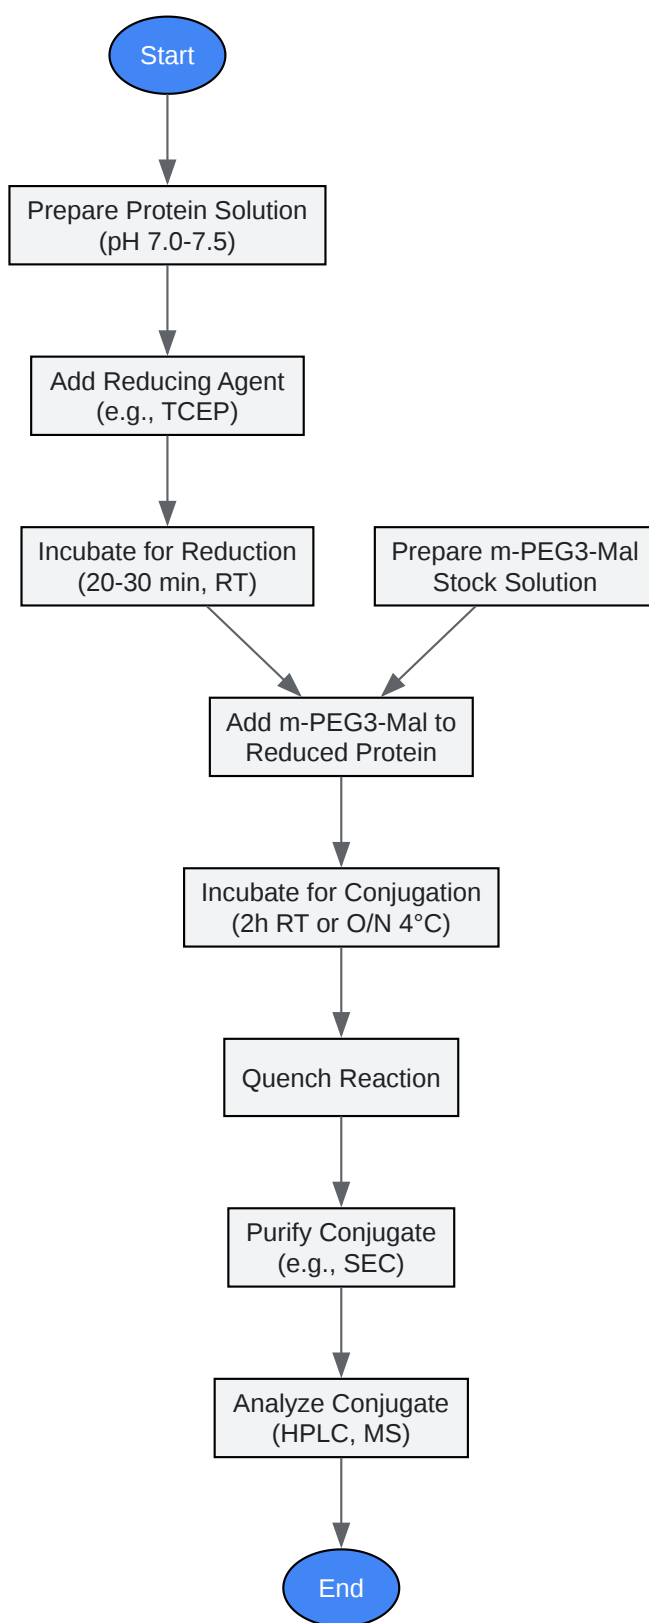 Start
Prepare Protein Solution
(pH 7.0-7.5)
Add Reducing Agent
(e.g., TCEP)
Incubate for Reduction
(20-30 min, RT)
Prepare m-PEG3-Mal
Stock Solution
Add m-PEG3-Mal to
Reduced Protein
Incubate for Conjugation
(2h RT or O/N 4°C)
Quench Reaction
Purify Conjugate
(e.g., SEC)
Analyze Conjugate
(HPLC, MS)
End